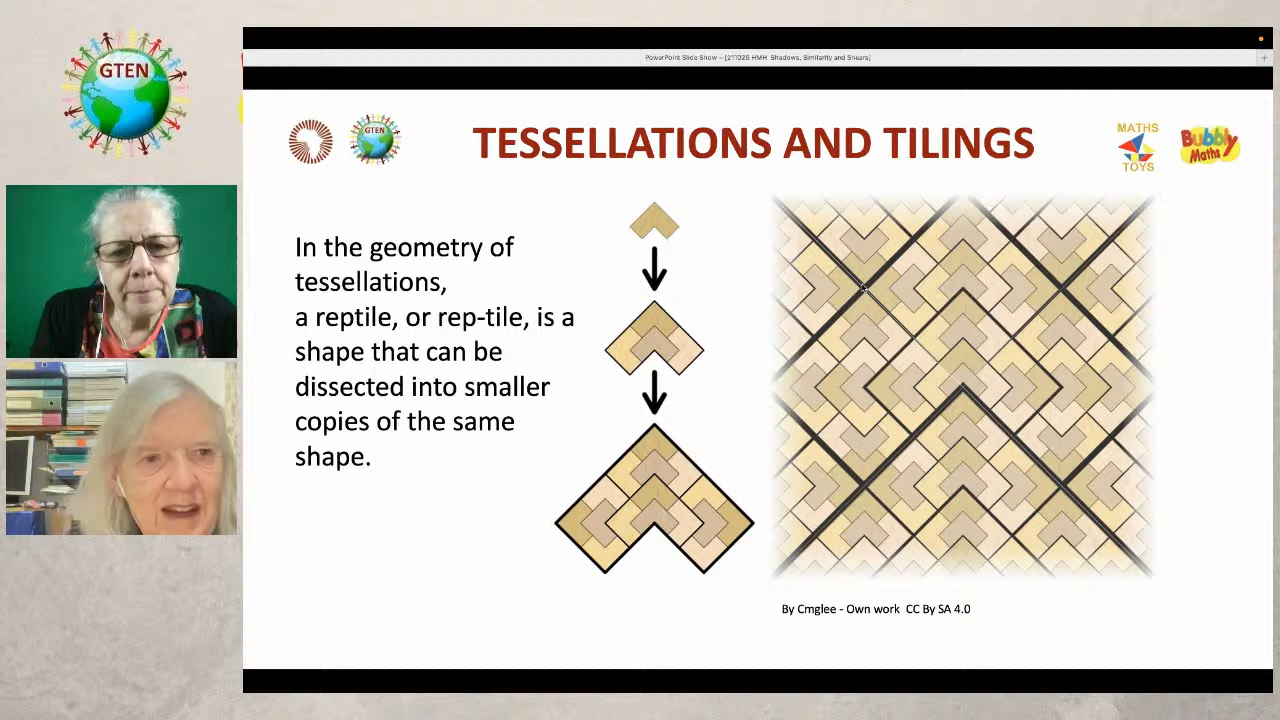 GTEN
PowerPoint Slide Show – [211025 HMH Shadows, Similarity and Shears]
GTEN
TESSELLATIONS AND TILINGS
MATHS
TOYS
Bubbly
Maths
In the geometry of
tessellations,
a reptile, or rep-tile, is a
shape that can be
dissected into smaller
copies of the same
shape.
By Cmglee - Own work CC By SA 4.0